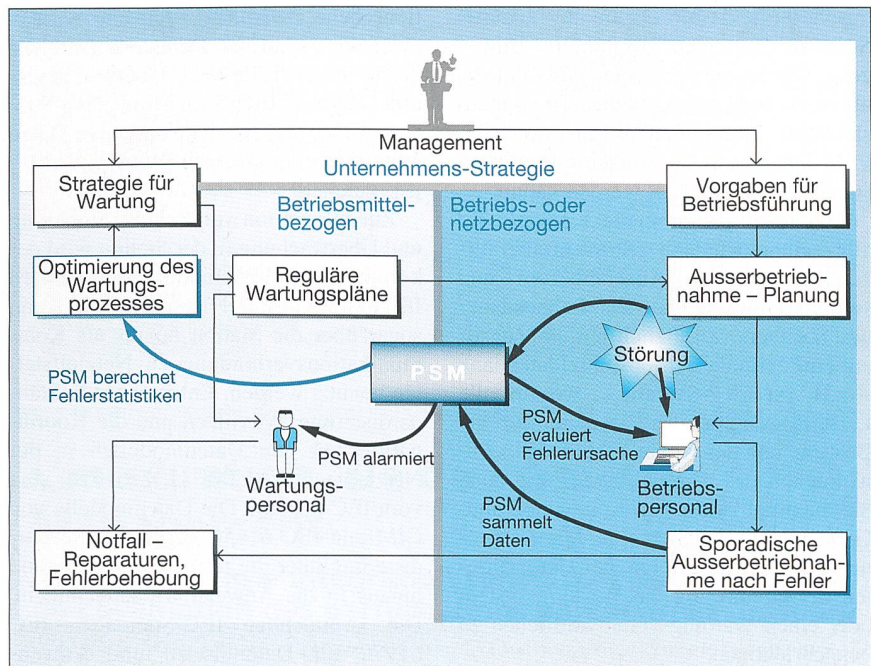 Management
Unternehmens-Strategie
Strategie für
Wartung
Betriebsmittel-
bezogen
Betriebs- oder
netzbezogen
Vorgaben für
Betriebsführung
Optimierung des
Wartungs-
prozesses
Reguläre
Wartungspläne
Ausserbetrieb-
nahme – Planung
Störung
PSM
PSM berechnet
Fehlerstatistiken
PSM
evaluiert
Fehlerursache
PSM alarmiert
Wartungs-
personal
Betriebs-
personal
PSM
sammelt
Daten
Notfall –
Reparaturen,
Fehlerbehebung
Sporadische
Ausserbetriebnah-
me nach Fehler